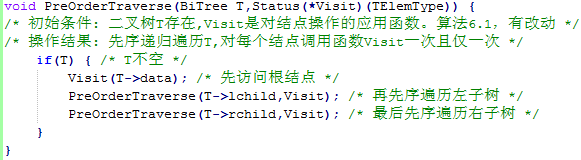 void PreOrderTraverse(BiTree T,Status(*Visit)(TElemType)) {
/* 初始条件：二叉树T存在,Visit是对结点操作的应用函数。算法6.1，有改动 */
/* 操作结果：先序递归遍历T,对每个结点调用函数Visit一次且仅一次 */
if(T) { /* T不空 */
Visit(T->data); /* 先访问根结点 */
PreOrderTraverse(T->lchild,Visit); /* 再先序遍历左子树 */
PreOrderTraverse(T->rchild,Visit); /* 最后先序遍历右子树 */
}
}